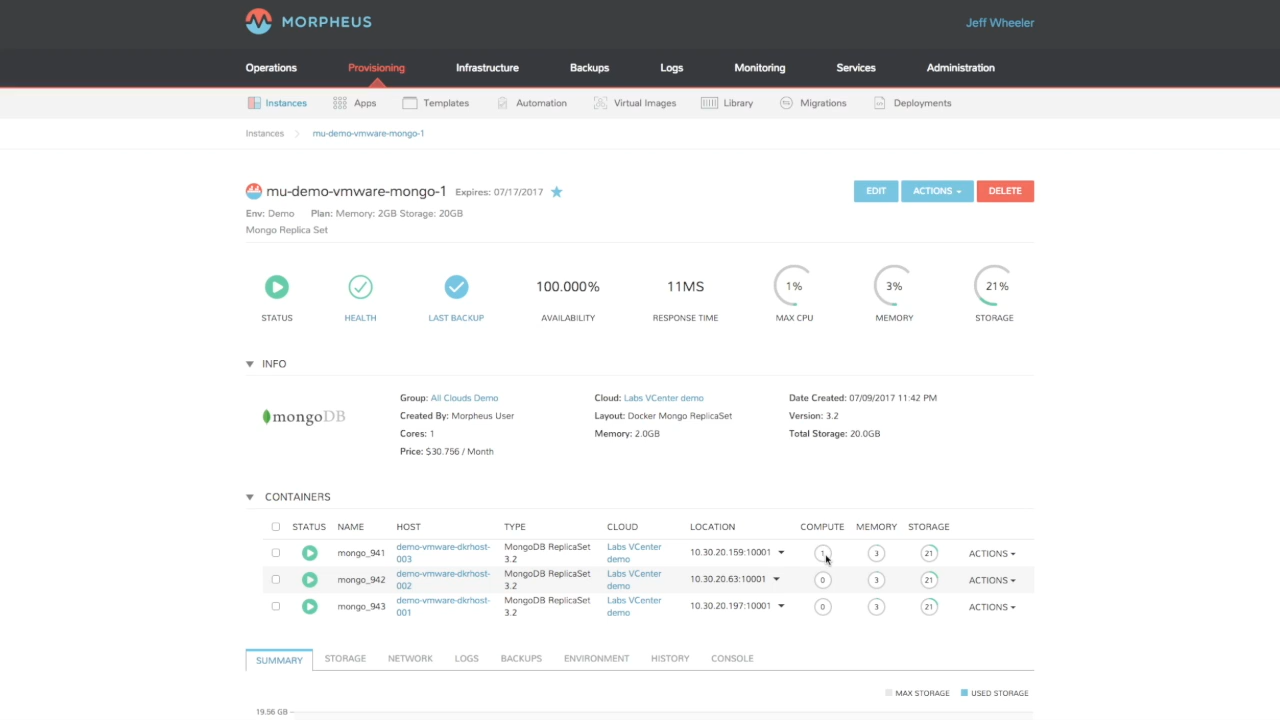 MORPHEUS
Jeff Wheeler
Operations Provisioning Infrastructure Backups Logs Monitoring Services Administration
Instances Apps Templates Automation Virtual Images Library Migrations Deployments
Instances mu-demo-vmware-mongo-1
mu-demo-vmware-mongo-1 Expires: 07/17/2017
EDIT ACTIONS DELETE
Env: Demo Plan: Memory: 2GB Storage: 20GB
Mongo Replica Set
100.000% 11MS 1% 3% 21%
STATUS HEALTH LAST BACKUP AVAILABILITY RESPONSE TIME MAX CPU MEMORY STORAGE
INFO
mongoDB
Group: All Clouds Demo Cloud: Labs VCenter demo Date Created: 07/09/2017 11:42 PM
Created By: Morpheus User Layout: Docker Mongo ReplicaSet Version: 3.2
Cores: 1 Memory: 2.0GB Total Storage: 20.0GB
Price: $30.756 / Month
CONTAINERS
STATUS NAME HOST TYPE CLOUD LOCATION COMPUTE MEMORY STORAGE
mongo_941 demo-vmware-dkrhost-003 MongoDB ReplicaSet 3.2 Labs VCenter demo 10.30.20.159:10001 1 3 21 ACTIONS
mongo_942 demo-vmware-dkrhost-002 MongoDB ReplicaSet 3.2 Labs VCenter demo 10.30.20.63:10001 0 3 21 ACTIONS
mongo_943 demo-vmware-dkrhost-001 MongoDB ReplicaSet 3.2 Labs VCenter demo 10.30.20.197:10001 0 3 21 ACTIONS
SUMMARY STORAGE NETWORK LOGS BACKUPS ENVIRONMENT HISTORY CONSOLE
MAX STORAGE USED STORAGE
19.56 GB